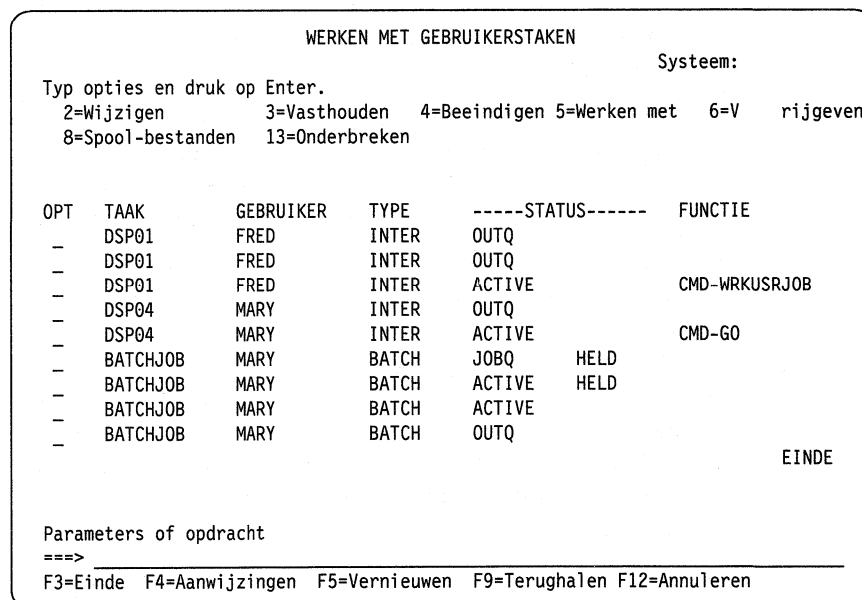 WERKEN MET GEBRUIKERSTAKEN
Systeem:
Typ opties en druk op Enter.
2=Wijzigen 3=Vasthouden 4=Beeindigen 5=Werken met 6=V rijgeven
8=Spool-bestanden 13=Onderbreken
OPT TAAK GEBRUIKER TYPE -----STATUS------ FUNCTIE
_ DSP01 FRED INTER OUTQ
_ DSP01 FRED INTER OUTQ
_ DSP01 FRED INTER ACTIVE CMD-WRKUSRJOB
_ DSP04 MARY INTER OUTQ
_ DSP04 MARY INTER ACTIVE CMD-GO
_ BATCHJOB MARY BATCH JOBQ HELD
_ BATCHJOB MARY BATCH ACTIVE HELD
_ BATCHJOB MARY BATCH ACTIVE
_ BATCHJOB MARY BATCH OUTQ
EINDE
Parameters of opdracht
===>
F3=Einde F4=Aanwijzingen F5=Vernieuwen F9=Terughalen F12=Annuleren